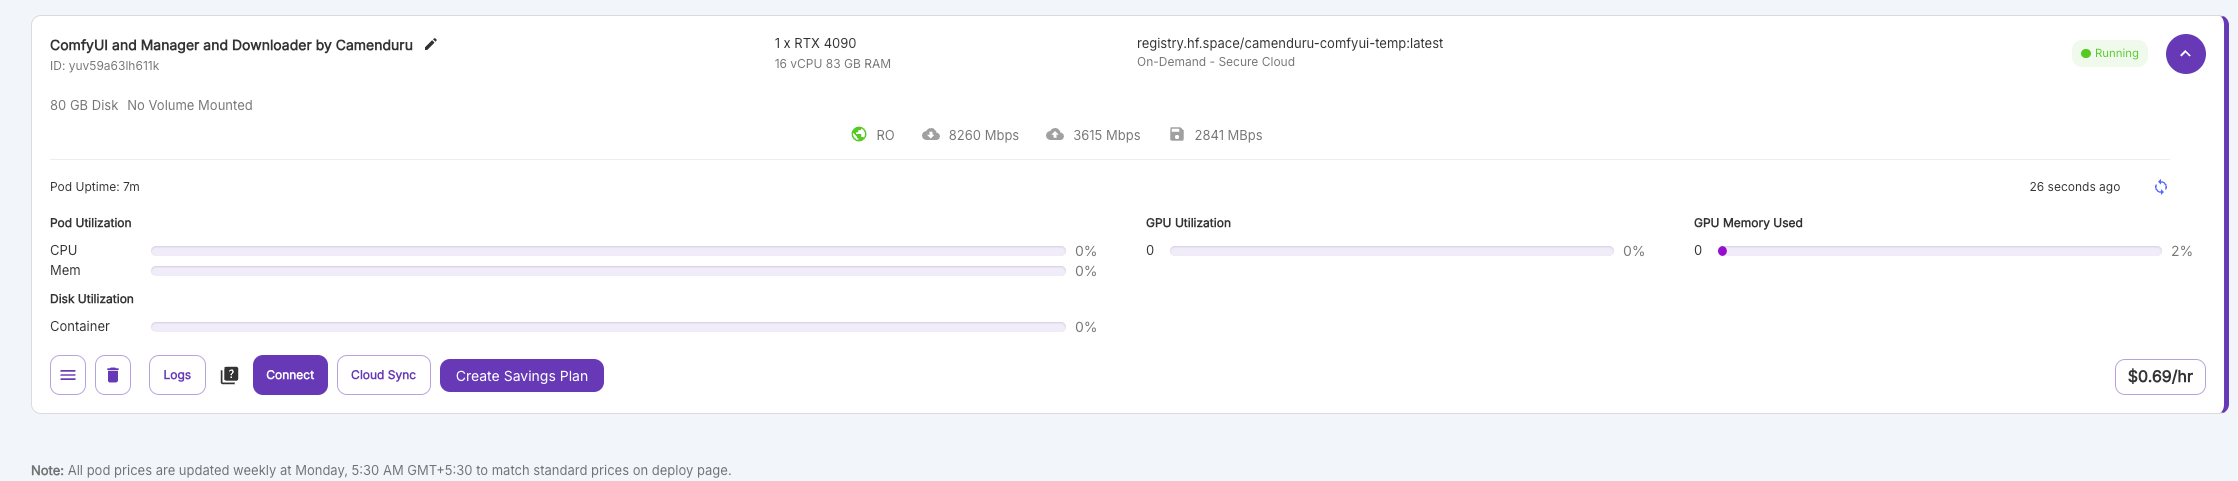 ComfyUI and Manager and Downloader by Camenduru
ID: yuv59a63lh611k
1 x RTX 4090
16 vCPU 83 GB RAM
registry.hf.space/camenduru-comfyui-temp:latest
On-Demand - Secure Cloud
Running
80 GB Disk No Volume Mounted
RO 8260 Mbps 3615 Mbps 2841 MBps
Pod Uptime: 7m
26 seconds ago
Pod Utilization
CPU 0%
Mem 0%
Disk Utilization
Container 0%
GPU Utilization
0 0%
GPU Memory Used
0 2%
Logs
Connect
Cloud Sync
Create Savings Plan
$0.69/hr
Note: All pod prices are updated weekly at Monday, 5:30 AM GMT+5:30 to match standard prices on deploy page.